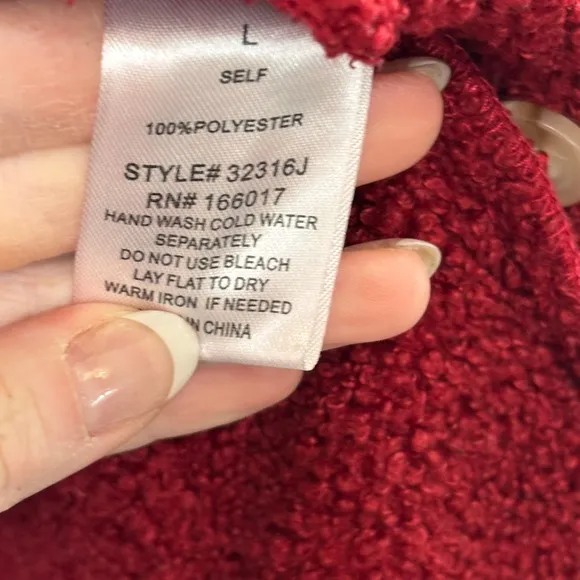 L
SELF
100%POLYESTER
STYLE# 32316J
RN# 166017
HAND WASH COLD WATER
SEPARATELY
DO NOT USE BLEACH
LAY FLAT TO DRY
WARM IRON IF NEEDED
IN CHINA